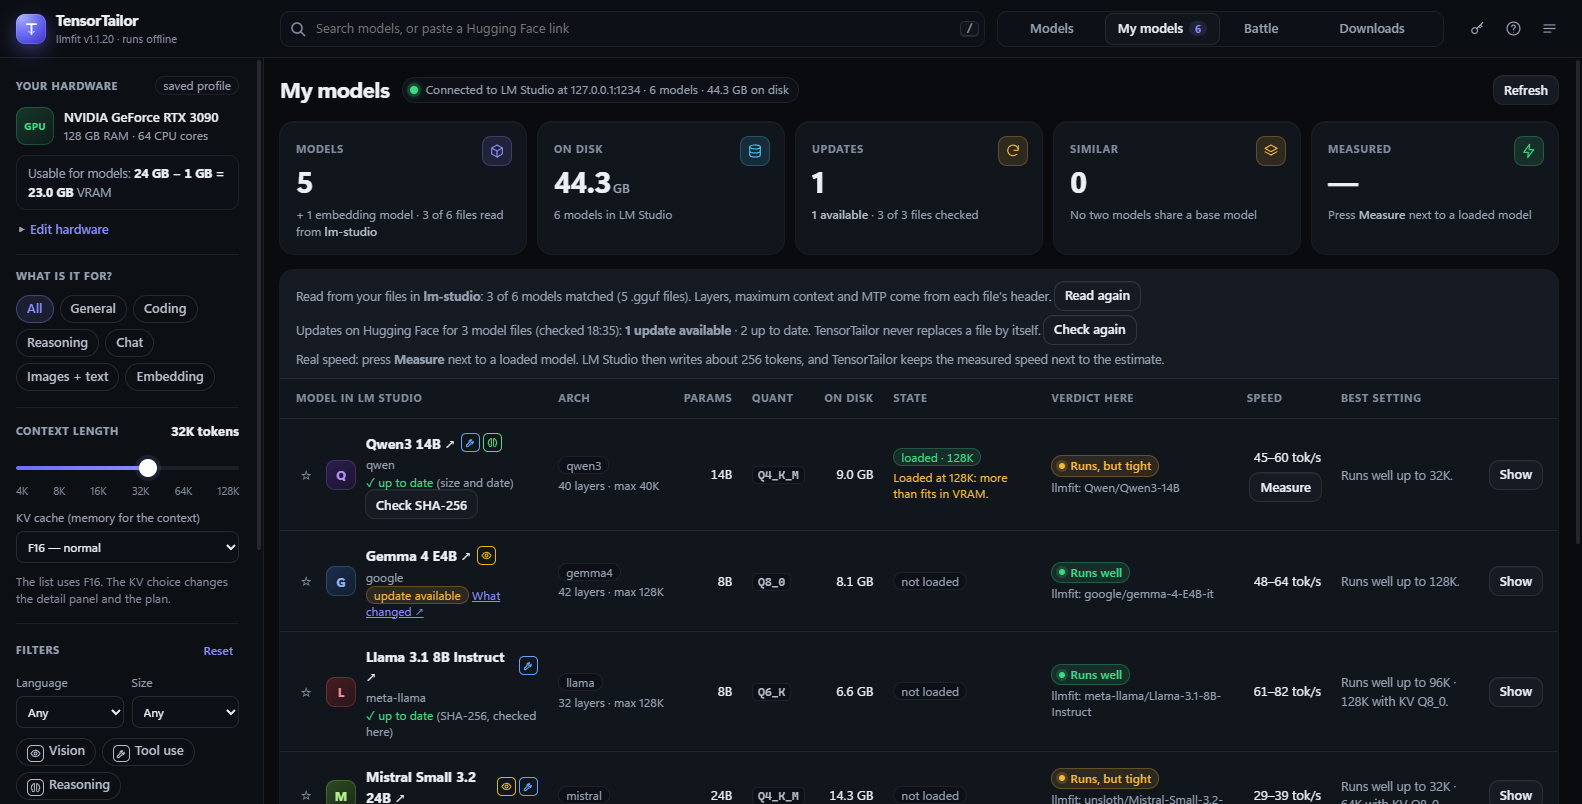 TensorTailor
llmfit v1.1.20 · runs offline
Search models, or paste a Hugging Face link
/
Models
My models 6
Battle
Downloads
YOUR HARDWARE
saved profile
GPU
NVIDIA GeForce RTX 3090
128 GB RAM · 64 CPU cores
Usable for models: 24 GB − 1 GB =
23.0 GB VRAM
▸ Edit hardware
WHAT IS IT FOR?
All
General
Coding
Reasoning
Chat
Images + text
Embedding
CONTEXT LENGTH
32K tokens
4K 8K 16K 32K 64K 128K
KV cache (memory for the context)
F16 — normal
The list uses F16. The KV choice changes
the detail panel and the plan.
FILTERS
Reset
Language
Size
Any
Any
Vision
Tool use
Reasoning
My models
Connected to LM Studio at 127.0.0.1:1234 · 6 models · 44.3 GB on disk
Refresh
MODELS
5
+ 1 embedding model · 3 of 6 files read
from lm-studio
ON DISK
44.3 GB
6 models in LM Studio
UPDATES
1
1 available · 3 of 3 files checked
SIMILAR
0
No two models share a base model
MEASURED
—
Press Measure next to a loaded model
Read from your files in lm-studio: 3 of 6 models matched (5 .gguf files). Layers, maximum context and MTP come from each file's header. Read again
Updates on Hugging Face for 3 model files (checked 18:35): 1 update available · 2 up to date. TensorTailor never replaces a file by itself. Check again
Real speed: press Measure next to a loaded model. LM Studio then writes about 256 tokens, and TensorTailor keeps the measured speed next to the estimate.
MODEL IN LM STUDIO ARCH PARAMS QUANT ON DISK STATE VERDICT HERE SPEED BEST SETTING
☆
Q
Qwen3 14B ↗
qwen
✓ up to date (size and date)
Check SHA-256
qwen3
40 layers · max 40K
14B
Q4_K_M
9.0 GB
loaded · 128K
Loaded at 128K: more
than fits in VRAM.
Runs, but tight
llmfit: Qwen/Qwen3-14B
45–60 tok/s
Measure
Runs well up to 32K.
Show
☆
G
Gemma 4 E4B ↗
google
update available What
changed ↗
gemma4
42 layers · max 128K
8B
Q8_0
8.1 GB
not loaded
Runs well
llmfit: google/gemma-4-E4B-it
48–64 tok/s
Runs well up to 128K.
Show
☆
L
Llama 3.1 8B Instruct
↗
meta-llama
✓ up to date (SHA-256, checked
here)
llama
32 layers · max 128K
8B
Q6_K
6.6 GB
not loaded
Runs well
llmfit: meta-llama/Llama-3.1-8B-
Instruct
61–82 tok/s
Runs well up to 96K ·
128K with KV Q8_0.
Show
☆
M
Mistral Small 3.2
24B ↗
mistral
24B
Q4_K_M
14.3 GB
not loaded
Runs, but tight
llmfit: unsloth/Mistral-Small-3.2-
29–39 tok/s
Runs well up to 32K ·
64K with KV Q8_0.
Show